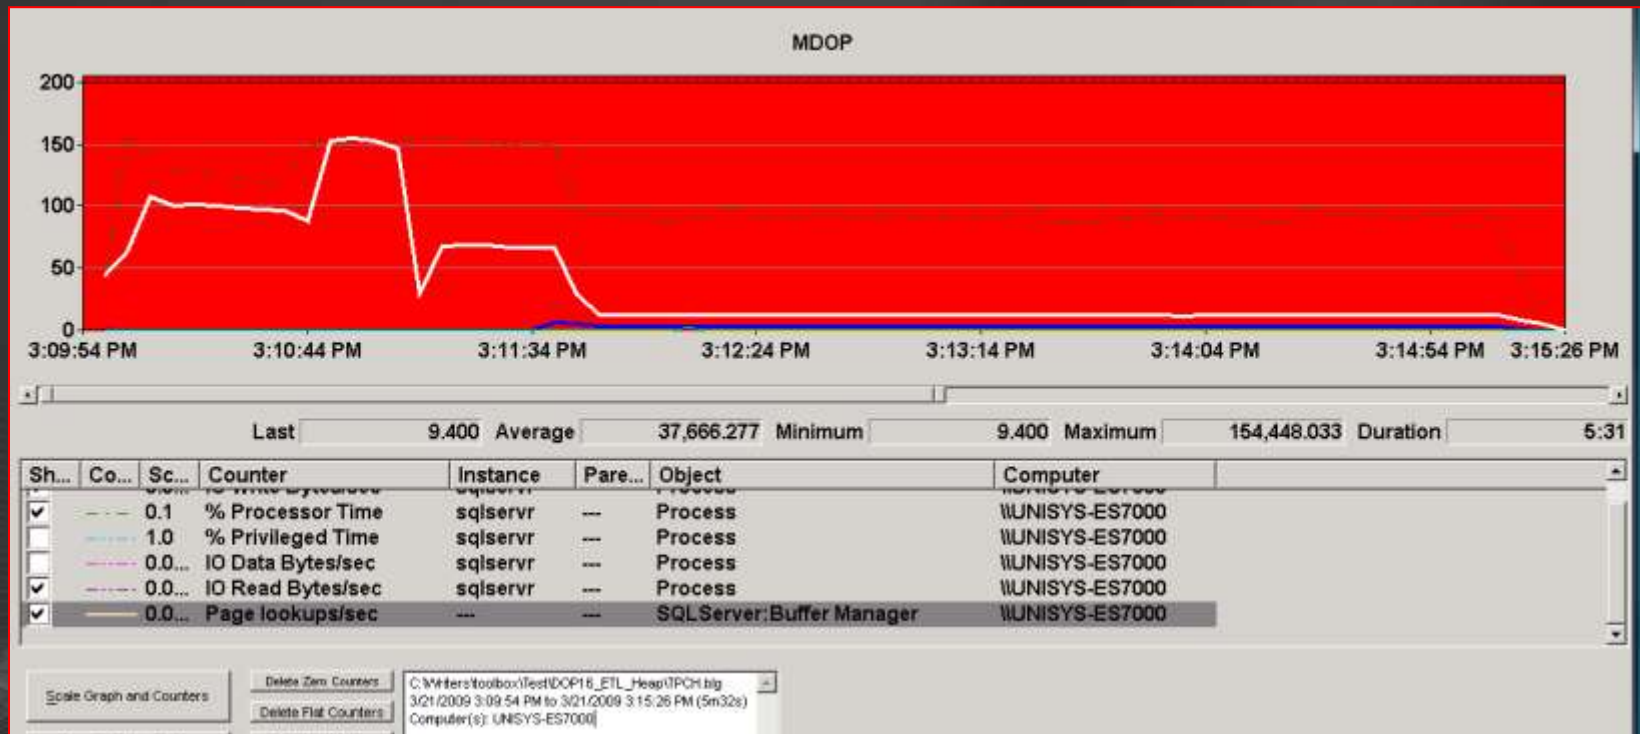 MDOP
200
150
100
50
0
3:09:54 PM 3:10:44 PM 3:11:34 PM 3:12:24 PM 3:13:14 PM 3:14:04 PM 3:14:54 PM 3:15:26 PM
Last 9.400 Average 37,666.277 Minimum 9.400 Maximum 154,448.033 Duration 5:31
Sh... Co... Sc... Counter Instance Pare... Object Computer
0.1 % Processor Time sqlservr --- Process \\UNISYS-ES7000
1.0 % Privileged Time sqlservr --- Process \\UNISYS-ES7000
0.0... IO Data Bytes/sec sqlservr --- Process \\UNISYS-ES7000
0.0... IO Read Bytes/sec sqlservr --- Process \\UNISYS-ES7000
0.0... Page lookups/sec --- --- SQLServer:Buffer Manager \\UNISYS-ES7000
Scale Graph and Counters
Delete Zero Counters
Delete Flat Counters
C:\Writers\toolbox\Test\DOP16_ETL_Heap\TPCH.blg
3/21/2009 3:09:54 PM to 3/21/2009 3:15:26 PM (5m32s)
Computer(s): UNISYS-ES7000